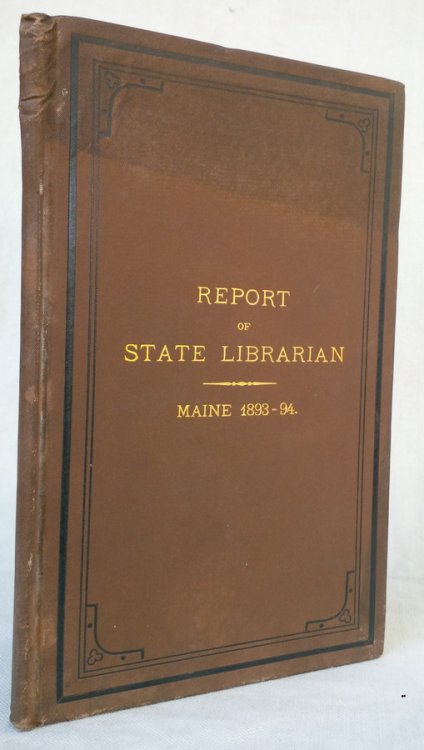 REPORT
OF
STATE LIBRARIAN
MAINE 1893-94.